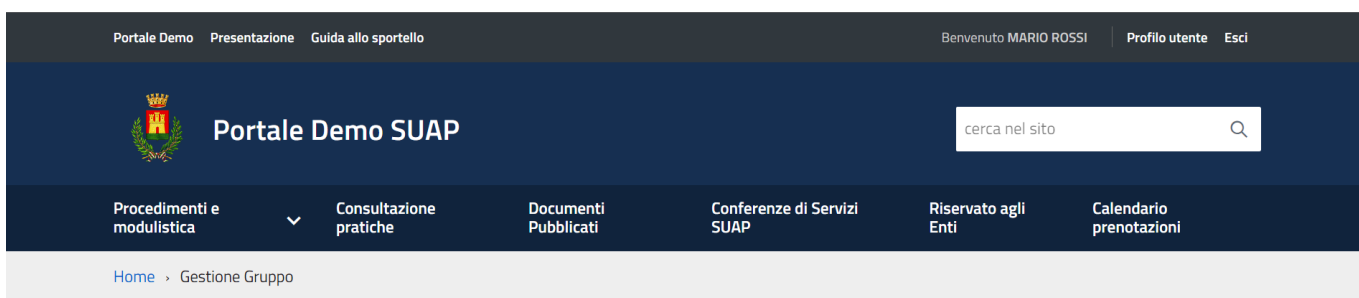 Portale Demo Presentazione Guida allo sportello Benvenuto MARIO ROSSI Profilo utente Esci
Portale Demo SUAP
cerca nel sito
Procedimenti e
modulistica
Consultazione
pratiche
Documenti
Pubblicati
Conferenze di Servizi
SUAP
Riservato agli
Enti
Calendario
prenotazioni
Home › Gestione Gruppo